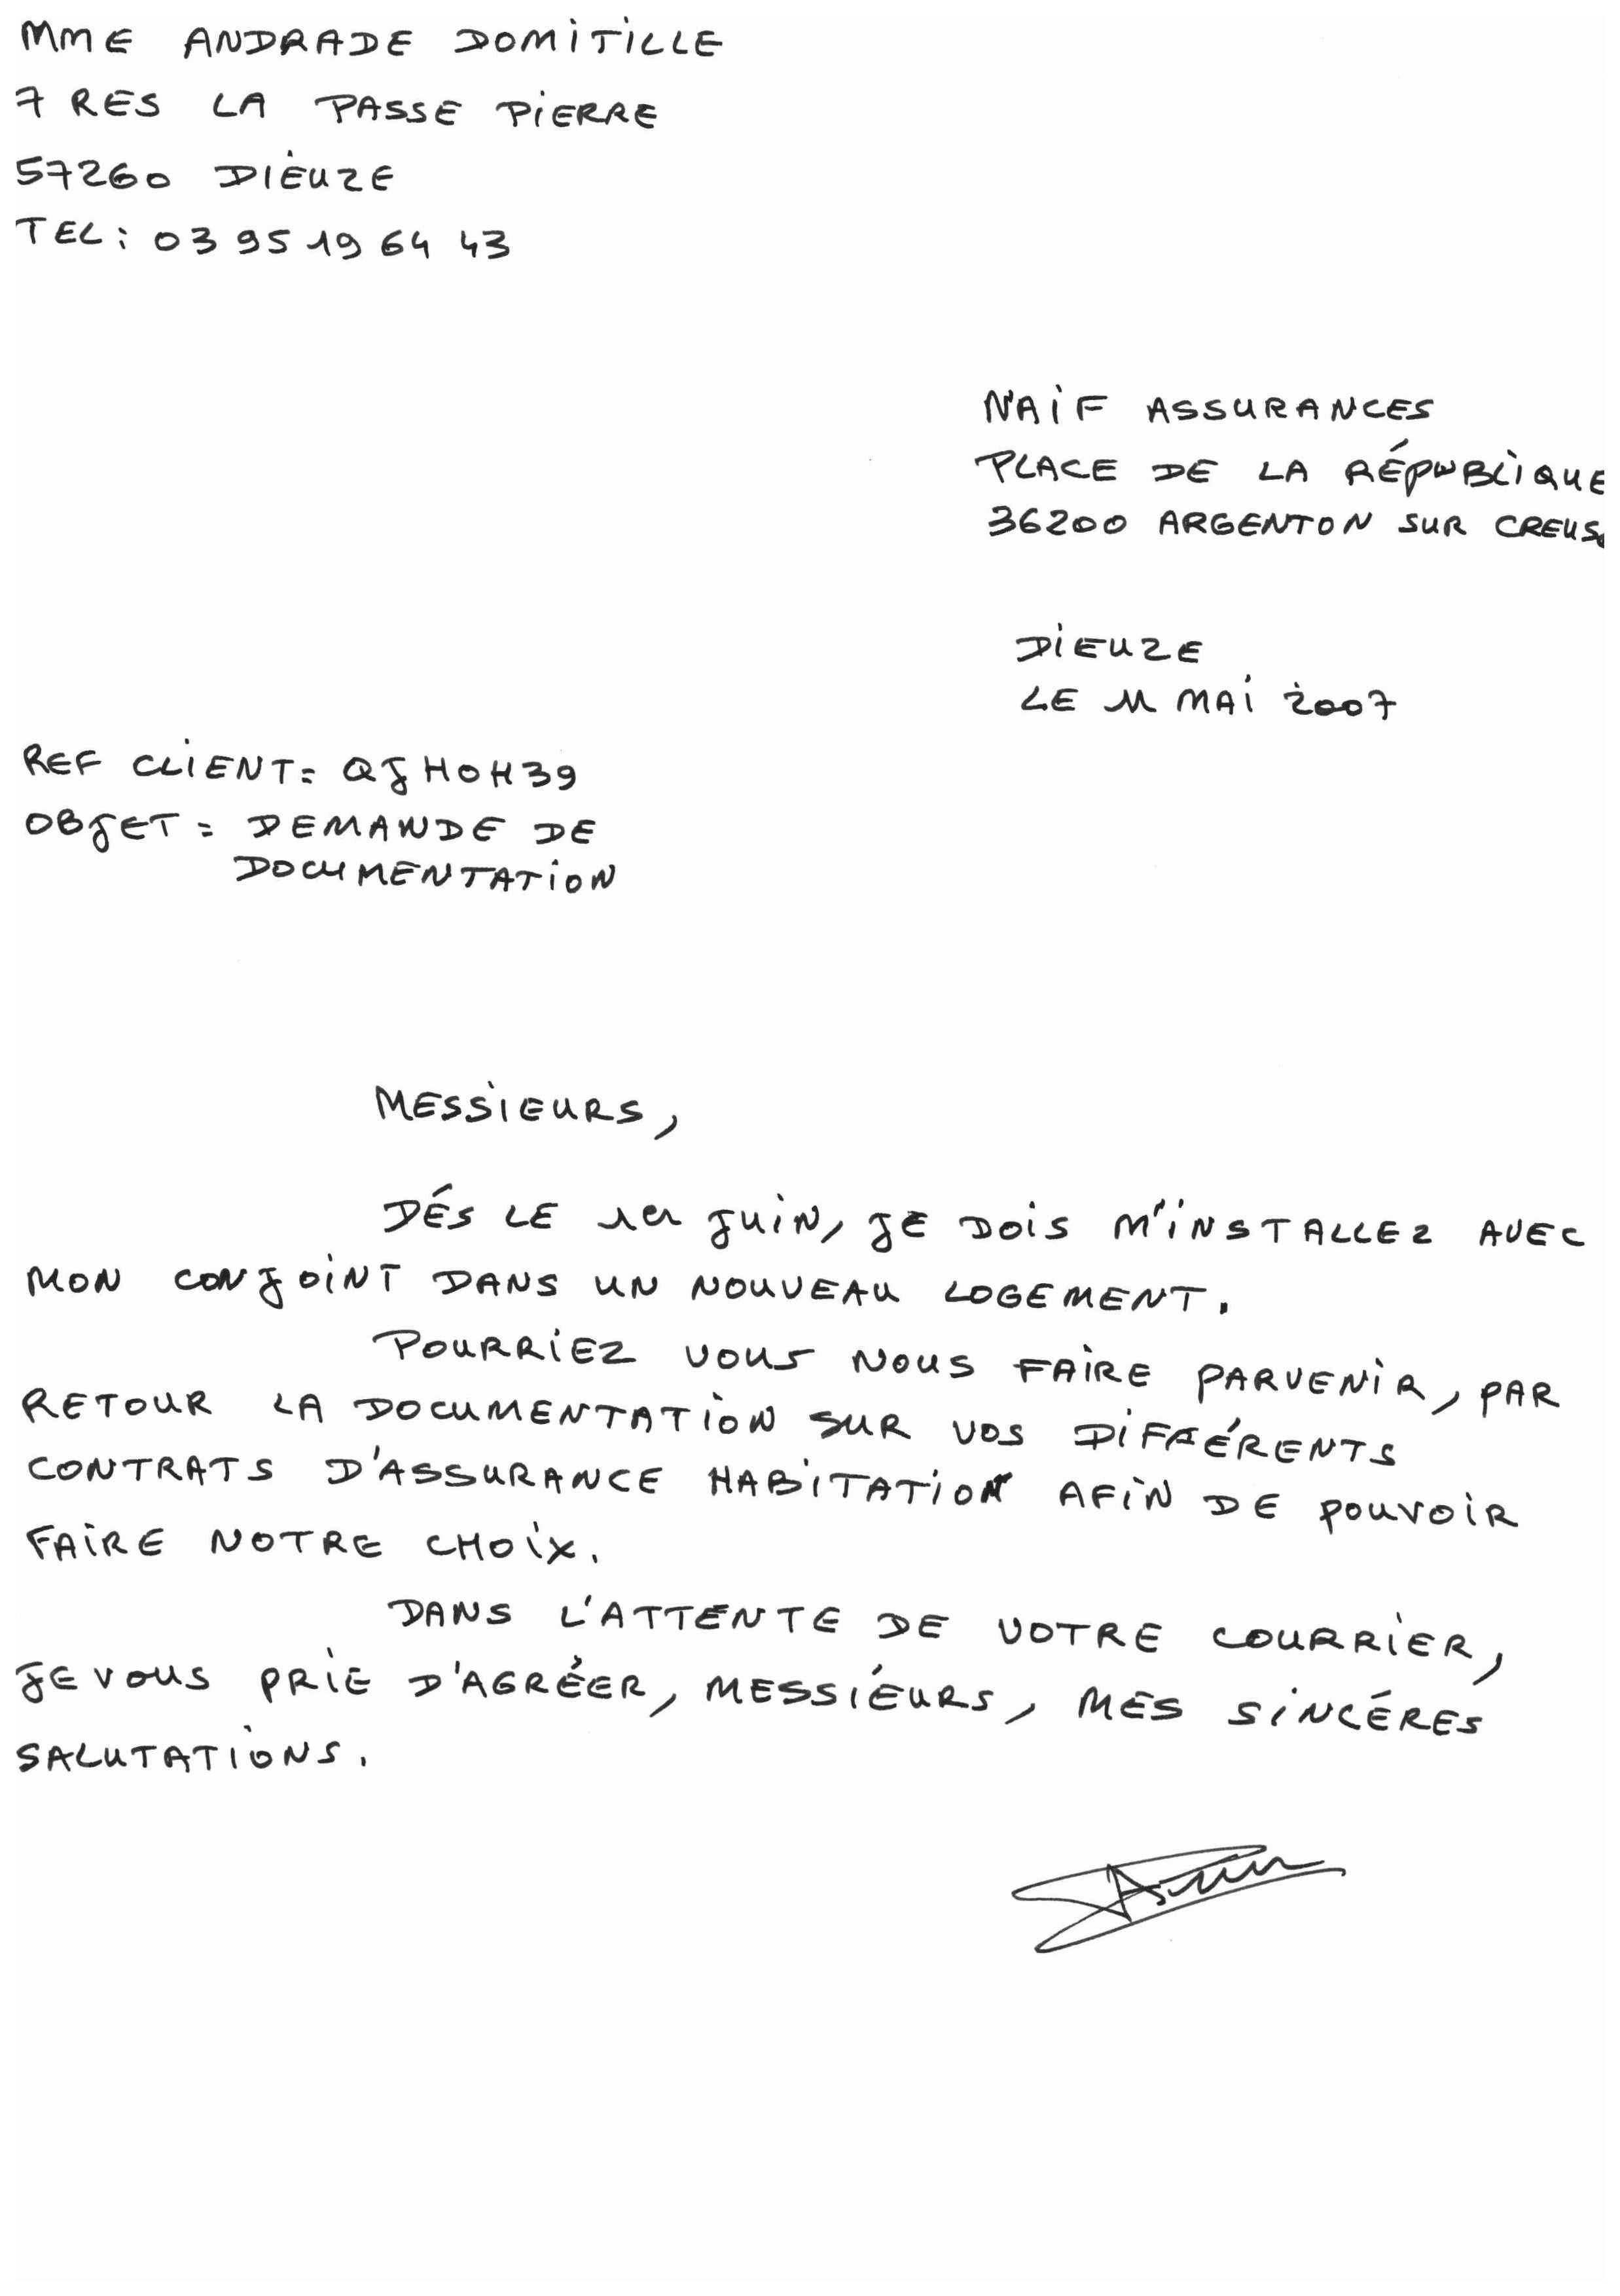 MME ANDRADE DOMITILLE
7 RES LA PASSE PIERRE
57260 DIEUZE
TEL: 03 95 19 64 43
NAIF ASSURANCES
PLACE DE LA RÉPUBLIQUE
36200 ARGENTON SUR CREUSE
DIEUZE
LE 11 MAI 2007
REF CLIENT: QJHOH39
OBJET: DEMANDE DE
DOCUMENTATION
MESSIEURS,
DÉS LE 1er JUIN, JE DOIS M'INSTALLEZ AVEC
MON CONJOINT DANS UN NOUVEAU LOGEMENT.
POURRIEZ VOUS NOUS FAIRE PARVENIR, PAR
RETOUR LA DOCUMENTATION SUR VOS DIFFÉRENTS
CONTRATS D'ASSURANCE HABITATION AFIN DE POUVOIR
FAIRE NOTRE CHOIX.
DANS L'ATTENTE DE VOTRE COURRIER,
JE VOUS PRIE D'AGRÉER, MESSIEURS, MES SINCÉRES
SALUTATIONS.